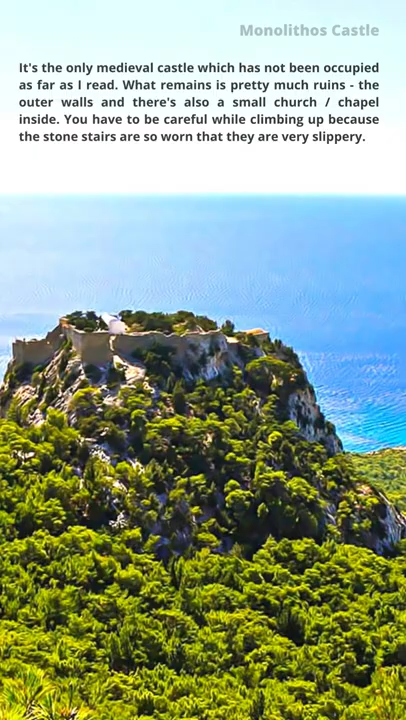 Monolithos Castle
It's the only medieval castle which has not been occupied
as far as I read. What remains is pretty much ruins - the
outer walls and there's also a small church / chapel
inside. You have to be careful while climbing up because
the stone stairs are so worn that they are very slippery.